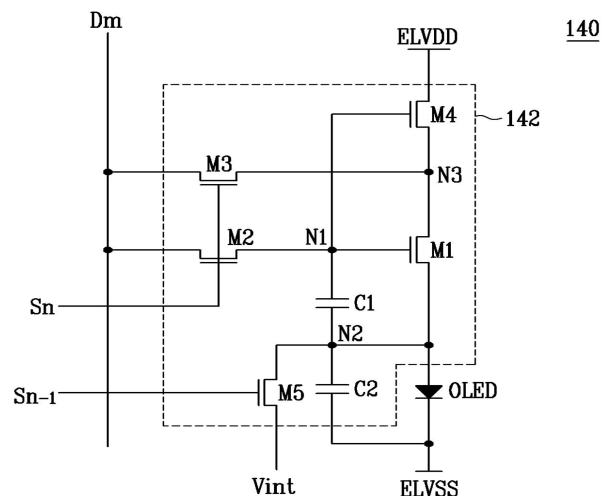 Dm
ELVDD
140
M4
142
M3
N3
M2
N1
M1
Sn
C1
N2
Sn-1
M5
C2
OLED
Vint
ELVSS